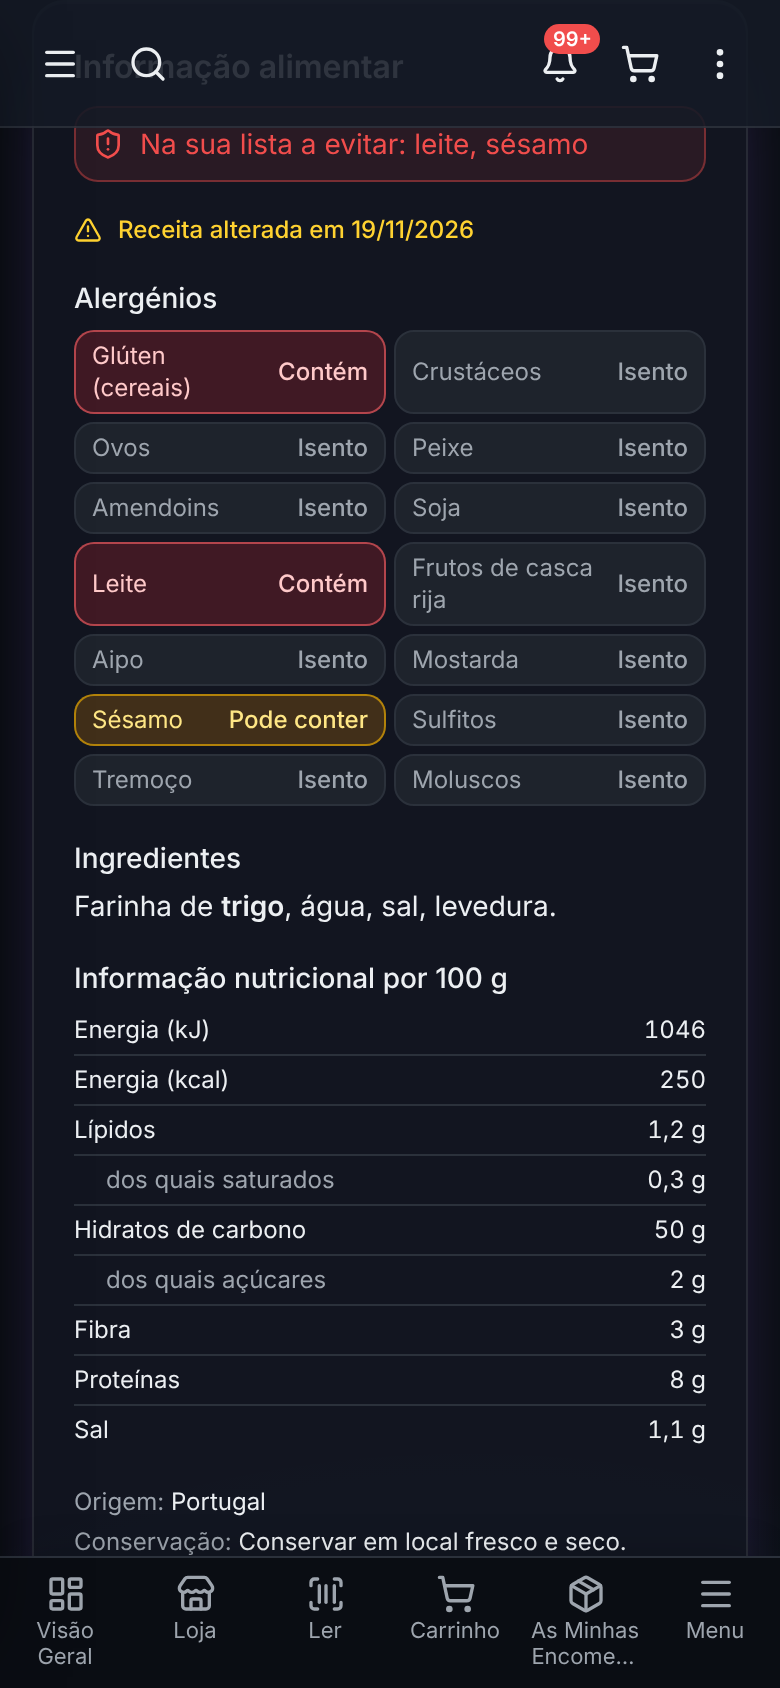 99+
Informação alimentar
Na sua lista a evitar: leite, sésamo
Receita alterada em 19/11/2026
Alergénios
Glúten (cereais) Contém
Crustáceos Isento
Ovos Isento
Peixe Isento
Amendoins Isento
Soja Isento
Leite Contém
Frutos de casca rija Isento
Aipo Isento
Mostarda Isento
Sésamo Pode conter
Sulfitos Isento
Tremoço Isento
Moluscos Isento
Ingredientes
Farinha de trigo, água, sal, levedura.
Informação nutricional por 100 g
Energia (kJ) 1046
Energia (kcal) 250
Lípidos 1,2 g
dos quais saturados 0,3 g
Hidratos de carbono 50 g
dos quais açúcares 2 g
Fibra 3 g
Proteínas 8 g
Sal 1,1 g
Origem: Portugal
Conservação: Conservar em local fresco e seco.
Visão Geral
Loja
Ler
Carrinho
As Minhas Encome...
Menu